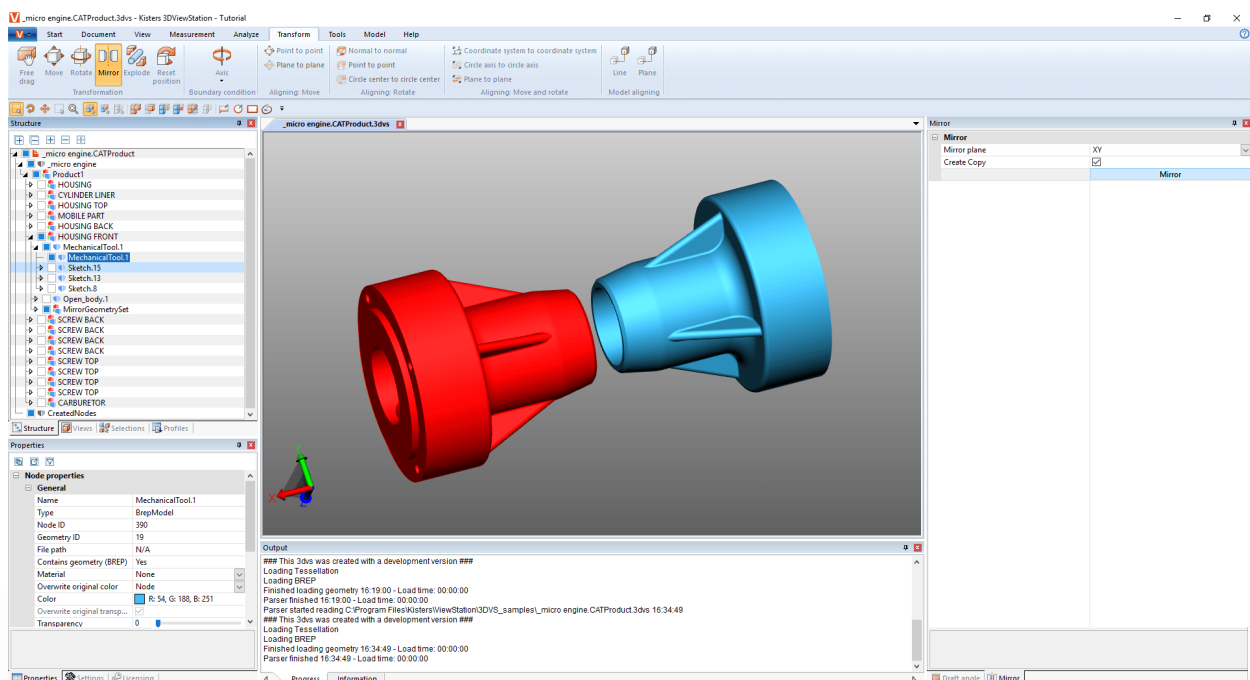 _micro engine.CATProduct.3dvs - Kisters 3DViewStation - Tutorial
Start Document View Measurement Analyze Transform Tools Model Help
Free drag
Move
Rotate
Mirror
Explode
Reset position
Transformation
Axis
Boundary condition
Point to point
Plane to plane
Aligning: Move
Normal to normal
Point to point
Circle center to circle center
Aligning: Rotate
Coordinate system to coordinate system
Circle axis to circle axis
Plane to plane
Aligning: Move and rotate
Line
Plane
Model aligning
Structure
_micro engine.CATProduct
_micro engine
Product1
HOUSING
CYLINDER LINER
HOUSING TOP
MOBILE PART
HOUSING BACK
HOUSING FRONT
MechanicalTool.1
MechanicalTool.1
Sketch.15
Sketch.13
Sketch.8
Open_body.1
MirrorGeometrySet
SCREW BACK
SCREW BACK
SCREW BACK
SCREW BACK
SCREW TOP
SCREW TOP
SCREW TOP
SCREW TOP
CARBURETOR
CreatedNodes
Structure Views Selections Profiles
Properties
Node properties
General
Name MechanicalTool.1
Type BrepModel
Node ID 390
Geometry ID 19
File path N/A
Contains geometry (BREP) Yes
Material None
Overwrite original color Node
Color R: 54, G: 188, B: 251
Overwrite original transp...
Transparency 0
Properties Settings Licensing
_micro engine.CATProduct.3dvs
X
Y
Z
Output
### This 3dvs was created with a development version ###
Loading Tessellation
Loading BREP
Finished loading geometry 16:19:00 - Load time: 00:00:00
Parser finished 16:19:00 - Load time: 00:00:00
Parser started reading C:\Program Files\Kisters\ViewStation\3DVS_samples\_micro engine.CATProduct.3dvs 16:34:49
### This 3dvs was created with a development version ###
Loading Tessellation
Loading BREP
Finished loading geometry 16:34:49 - Load time: 00:00:00
Parser finished 16:34:49 - Load time: 00:00:00
Progress Information
Mirror
Mirror
Mirror plane XY
Create Copy
Mirror
Draft angle Mirror